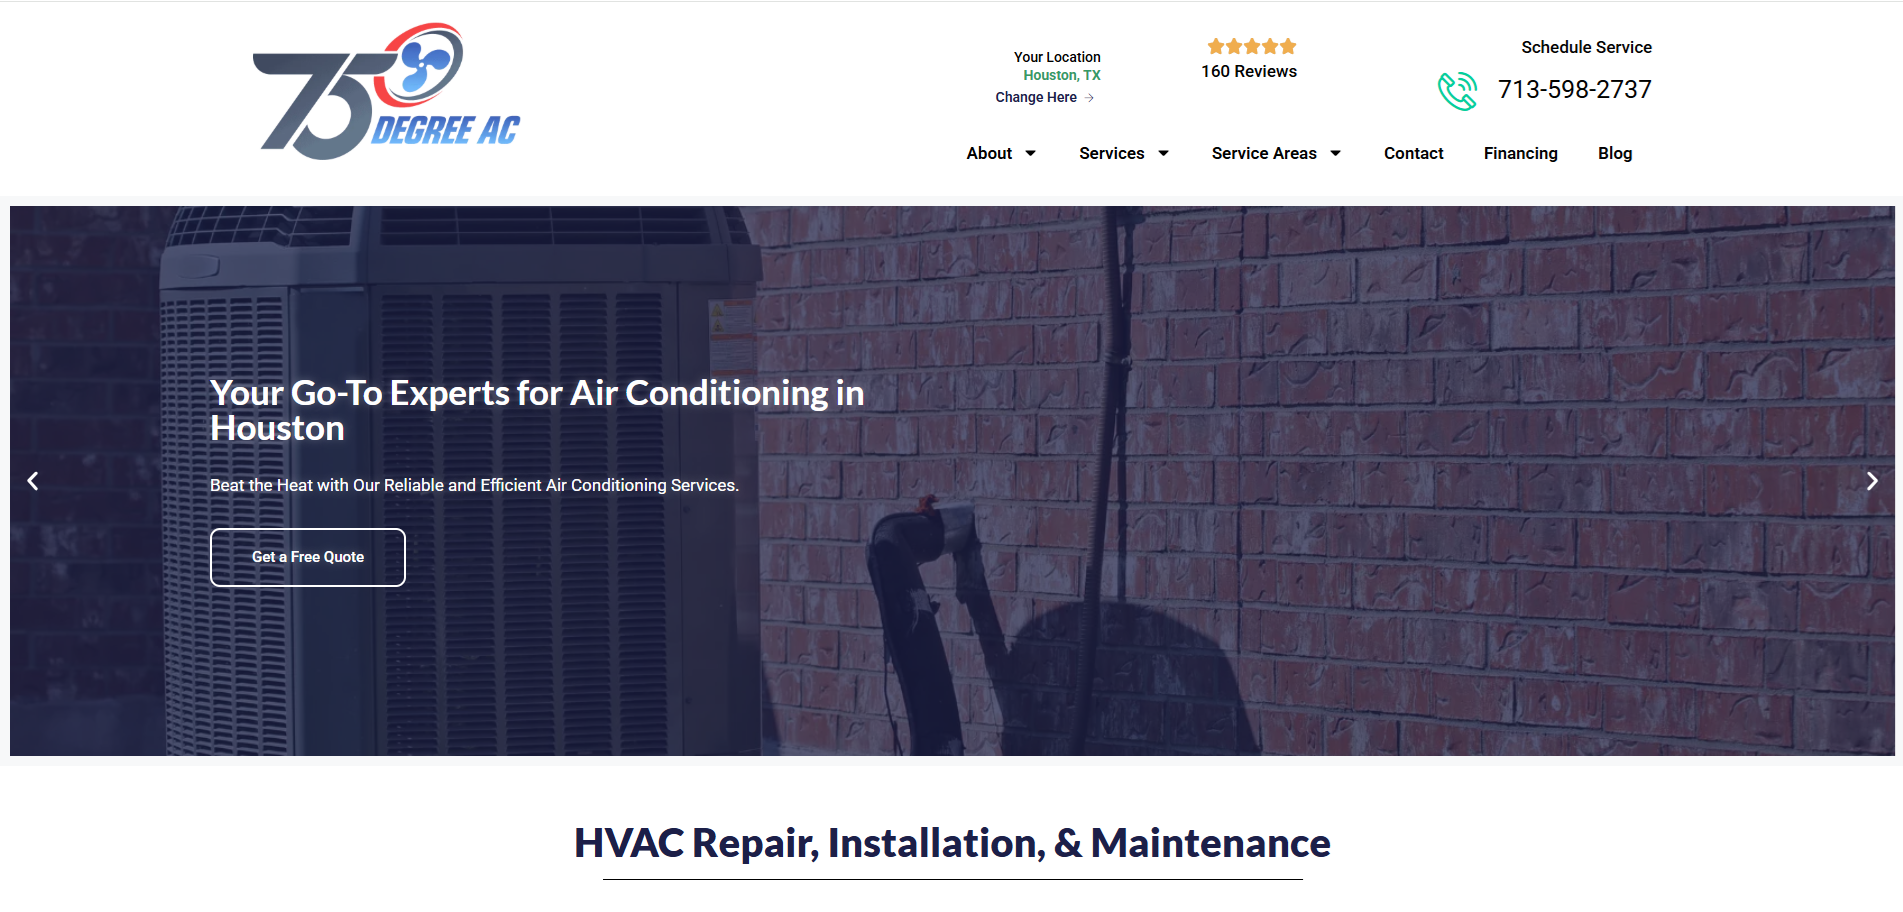 75 DEGREE AC
Your Location
Houston, TX
Change Here
160 Reviews
Schedule Service
713-598-2737
About
Services
Service Areas
Contact
Financing
Blog
Your Go-To Experts for Air Conditioning in
Houston
Beat the Heat with Our Reliable and Efficient Air Conditioning Services.
Get a Free Quote
HVAC Repair, Installation, & Maintenance